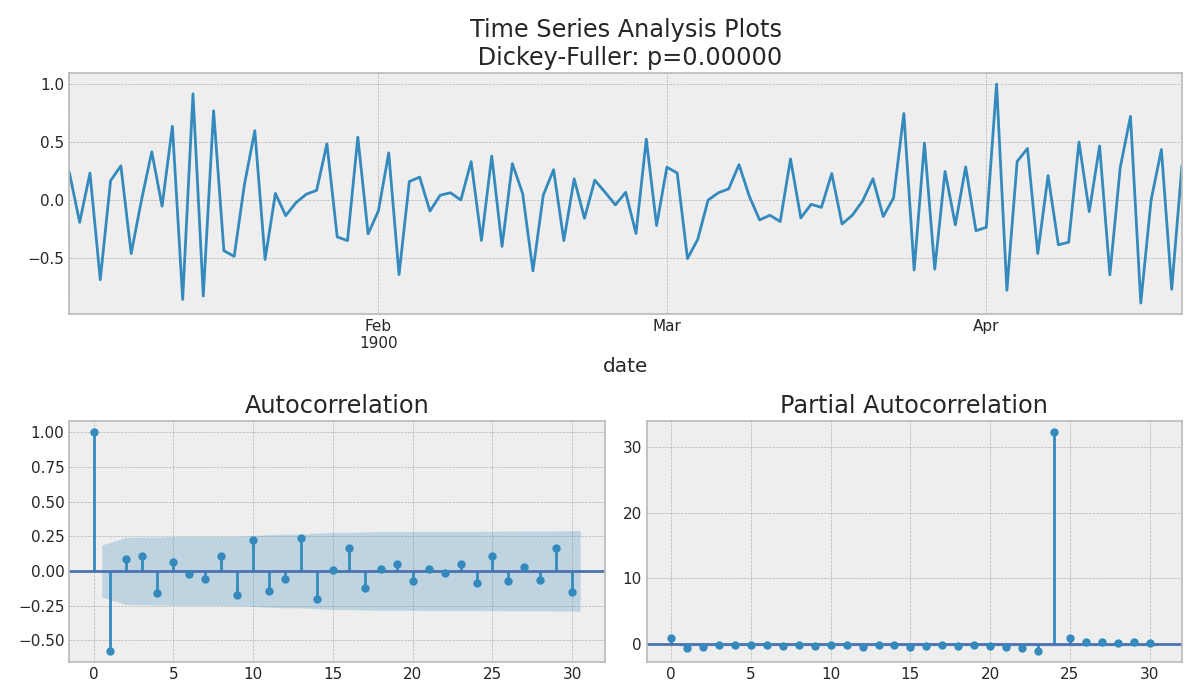 Time Series Analysis Plots
Dickey-Fuller: p=0.00000
1.0
0.5
0.0
−0.5
Feb
1900
Mar
Apr
date
Autocorrelation
1.00
0.75
0.50
0.25
0.00
−0.25
−0.50
0 5 10 15 20 25 30
Partial Autocorrelation
30
20
10
0
0 5 10 15 20 25 30